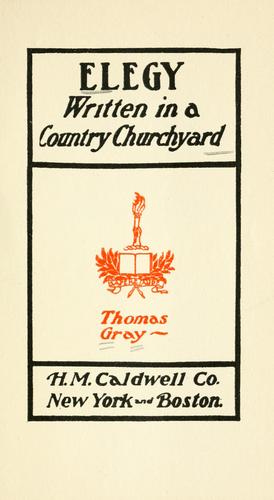 ELEGY
Written in a
Country Churchyard
Thomas
Gray ~
H. M. Caldwell Co.
New York and Boston.